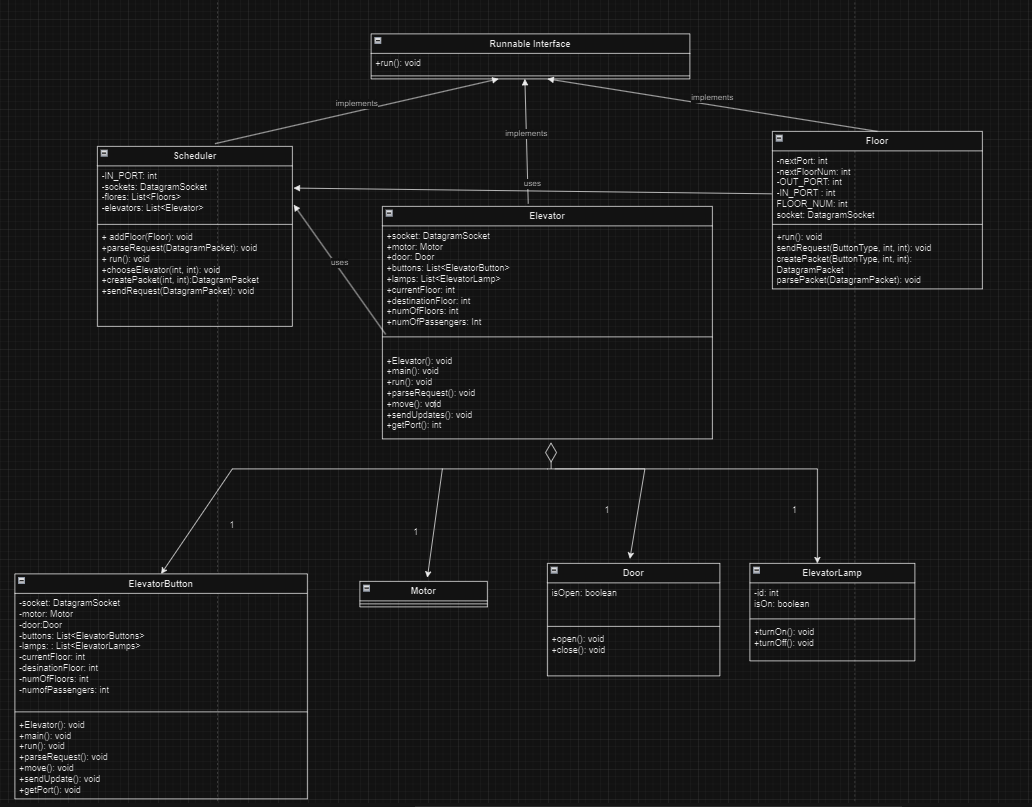 Runnable Interface
+run(): void
implements
implements
implements
Scheduler
-IN_PORT: int
-sockets: DatagramSocket
-flores: List<Floors>
-elevators: List<Elevator>
+ addFloor(Floor): void
+parseRequest(DatagramPacket): void
+ run(): void
+chooseElevator(int, int): void
+createPacket(int, int):DatagramPacket
+sendRequest(DatagramPacket): void
Floor
-nextPort: int
-nextFloorNum: int
-OUT_PORT: int
-IN_PORT : int
FLOOR_NUM: int
socket: DatagramSocket
+run(): void
sendRequest(ButtonType, int, int): void
createPacket(ButtonType, int, int):
DatagramPacket
parsePacket(DatagramPacket): void
uses
uses
Elevator
+socket: DatagramSocket
+motor: Motor
+door: Door
+buttons: List<ElevatorButton>
+lamps: List<ElevatorLamp>
+currentFloor: int
+destinationFloor: int
+numOfFloors: int
+numOfPassengers: Int
+Elevator(): void
+main(): void
+run(): void
+parseRequest(): void
+move(): void
+sendUpdates(): void
+getPort(): int
1
1
1
1
ElevatorButton
-socket: DatagramSocket
-motor: Motor
-door:Door
-buttons: List<ElevatorButtons>
-lamps: : List<ElevatorLamps>
-currentFloor: int
-desinationFloor: int
-numOfFloors: int
-numofPassengers: int
+Elevator(): void
+main(): void
+run(): void
+parseRequest(): void
+move(): void
+sendUpdate(): void
+getPort(): void
Motor
Door
isOpen: boolean
+open(): void
+close(): void
ElevatorLamp
-id: int
isOn: boolean
+turnOn(): void
+turnOff(): void